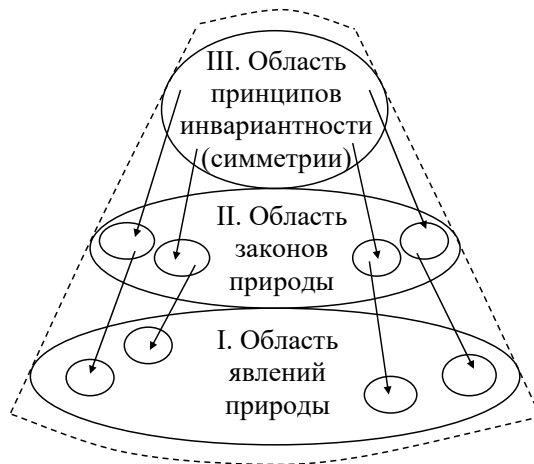 III. Область
принципов
инвариантности
(симметрии)
II. Область
законов
природы
I. Область
явлений
природы